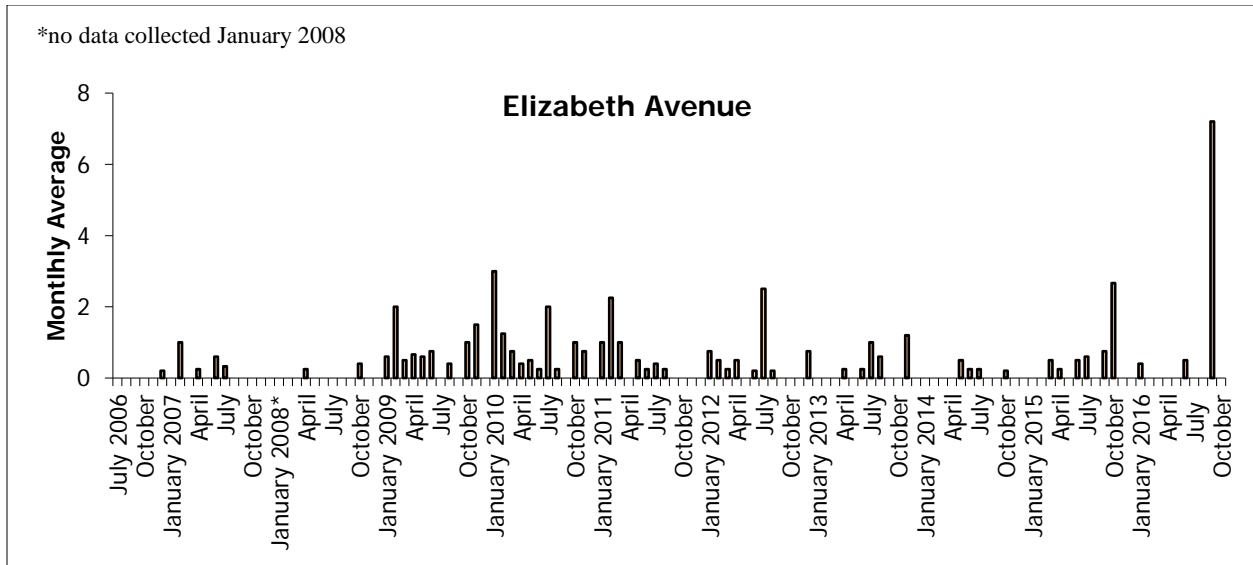 *no data collected January 2008
Elizabeth Avenue
Montlhly Average
8
6
4
2
0
July 2006
October
January 2007
April
July
October
January 2008*
April
July
October
January 2009
April
July
October
January 2010
April
July
October
January 2011
April
July
October
January 2012
April
July
October
January 2013
April
July
October
January 2014
April
July
October
January 2015
April
July
October
January 2016
April
July
October